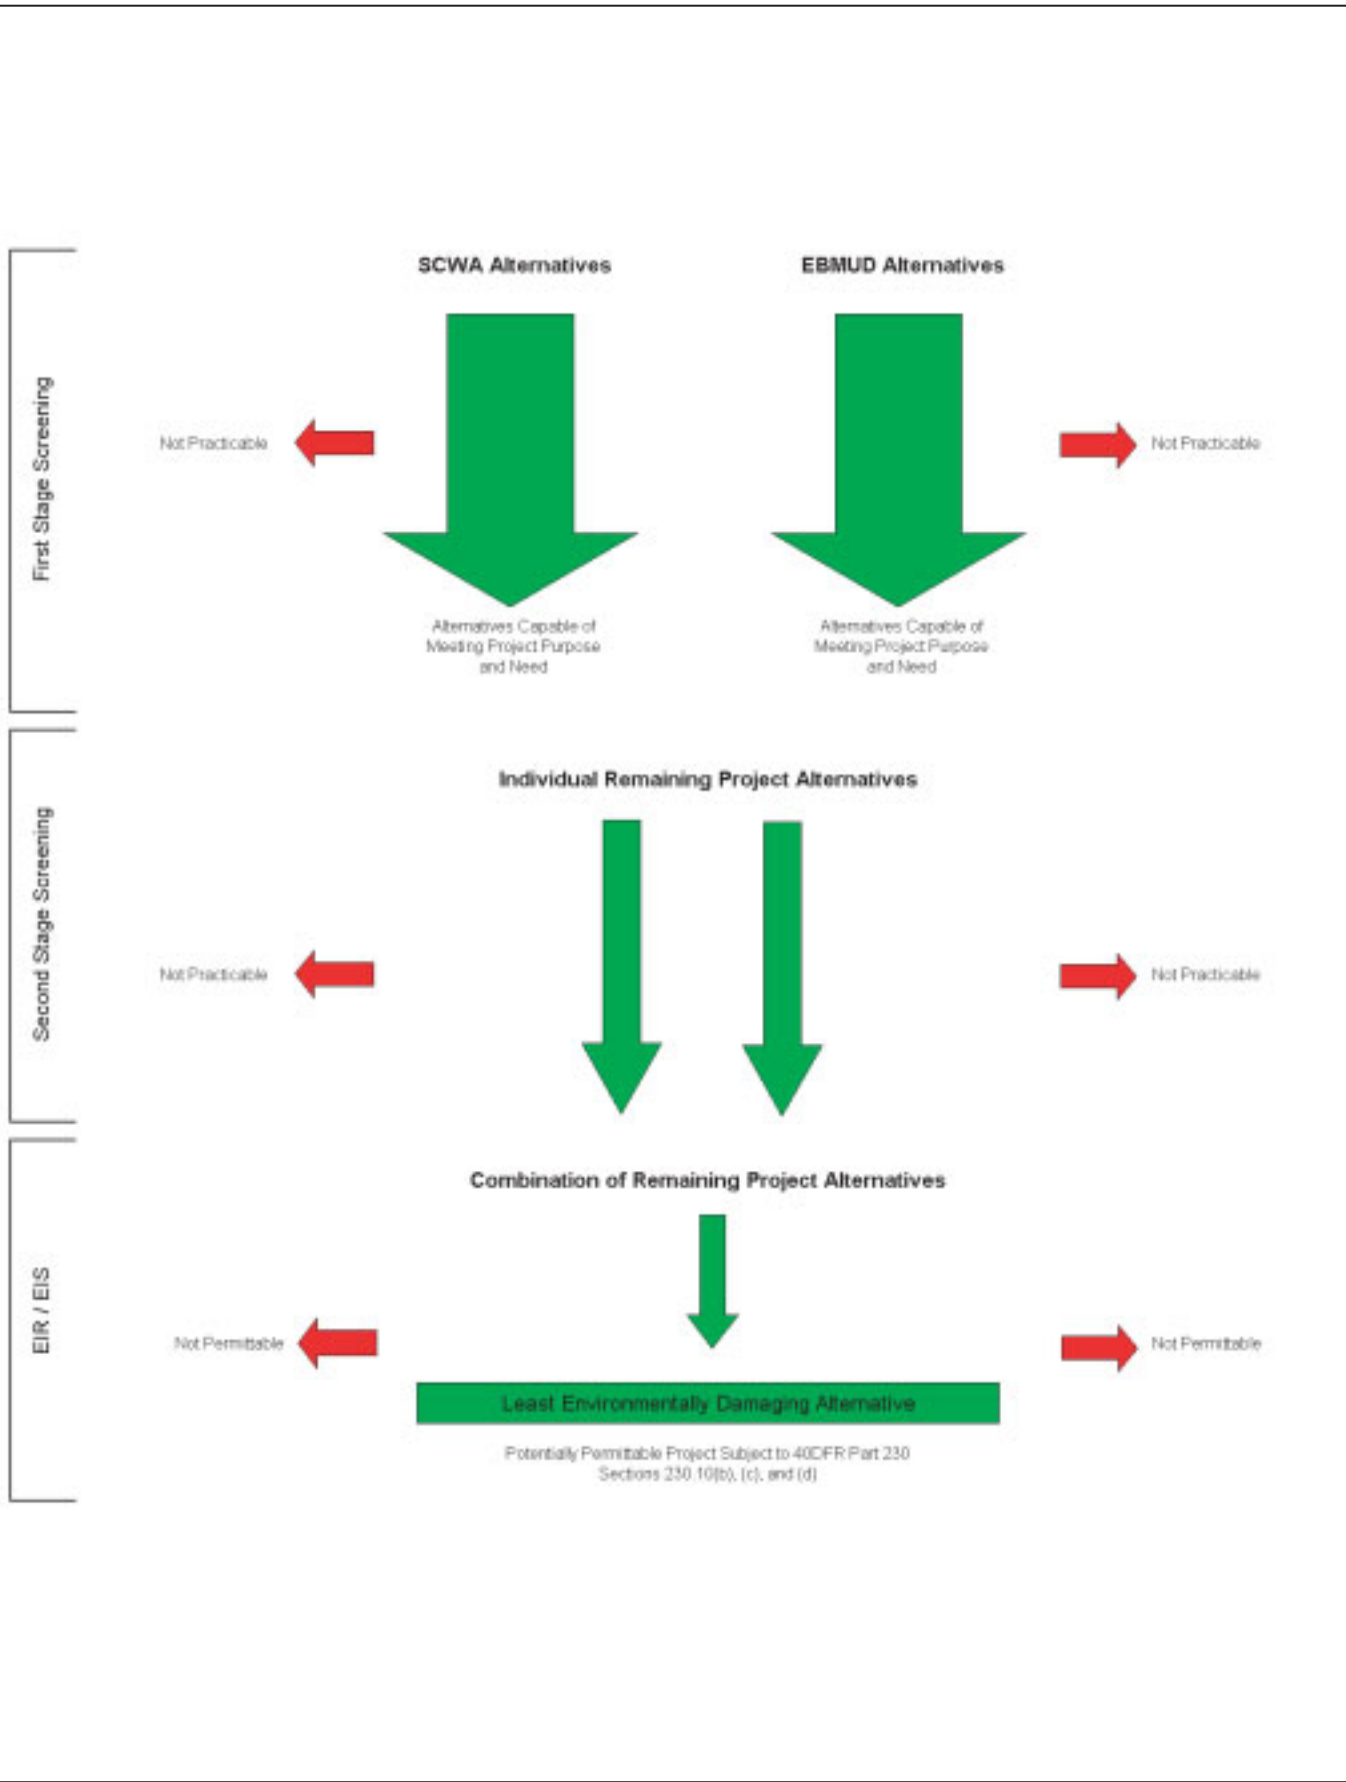 First Stage Screening
SCWA Alternatives
EBMUD Alternatives
Not Practicable
Not Practicable
Alternatives Capable of
Meeting Project Purpose
and Need
Alternatives Capable of
Meeting Project Purpose
and Need
Second Stage Screening
Individual Remaining Project Alternatives
Not Practicable
Not Practicable
EIR / EIS
Combination of Remaining Project Alternatives
Not Permittable
Not Permittable
Least Environmentally Damaging Alternative
Potentially Permittable Project Subject to 40DFR Part 230
Sections 230.10(b), (c), and (d)